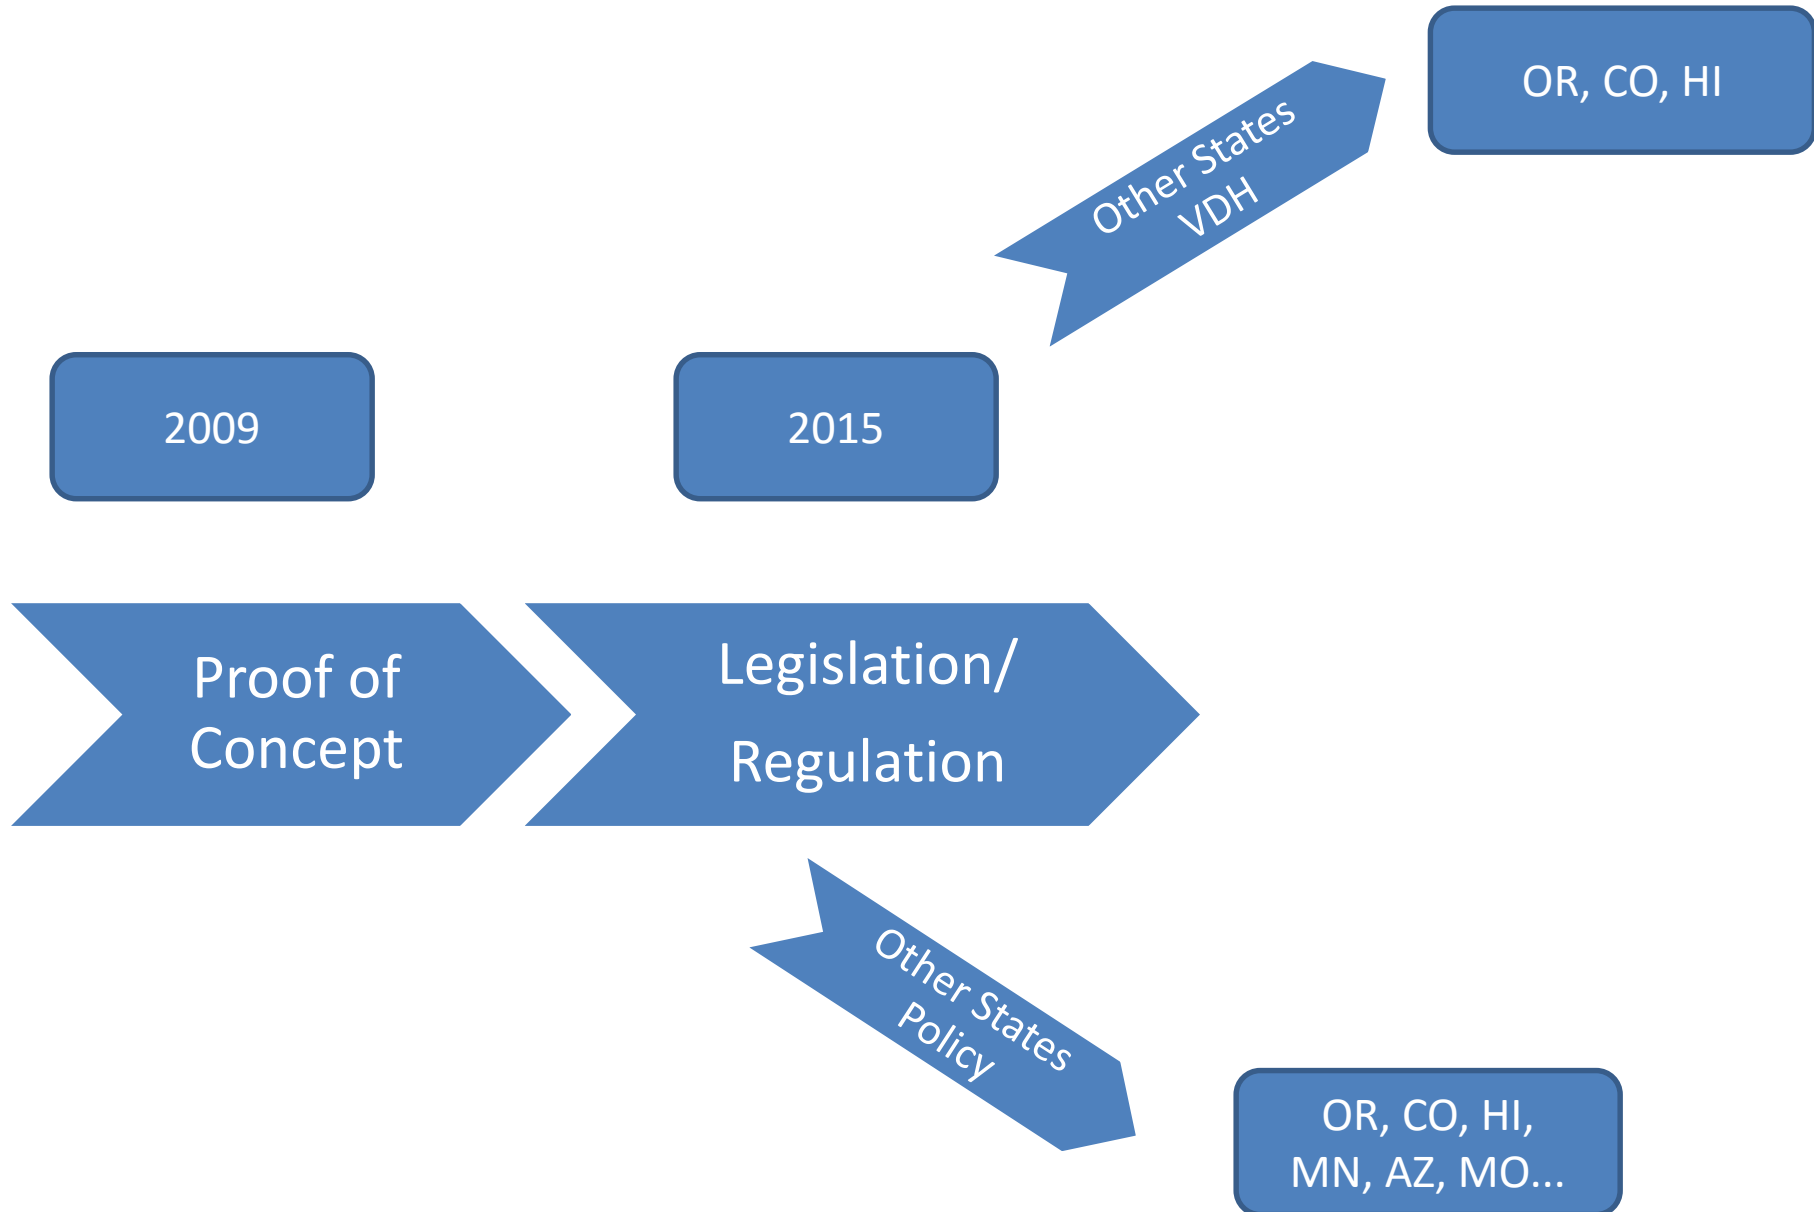 OR, CO, HI
Other States
VDH
2009
2015
Proof of
Concept
Legislation/
Regulation
Other States
Policy
OR, CO, HI,
MN, AZ, MO...